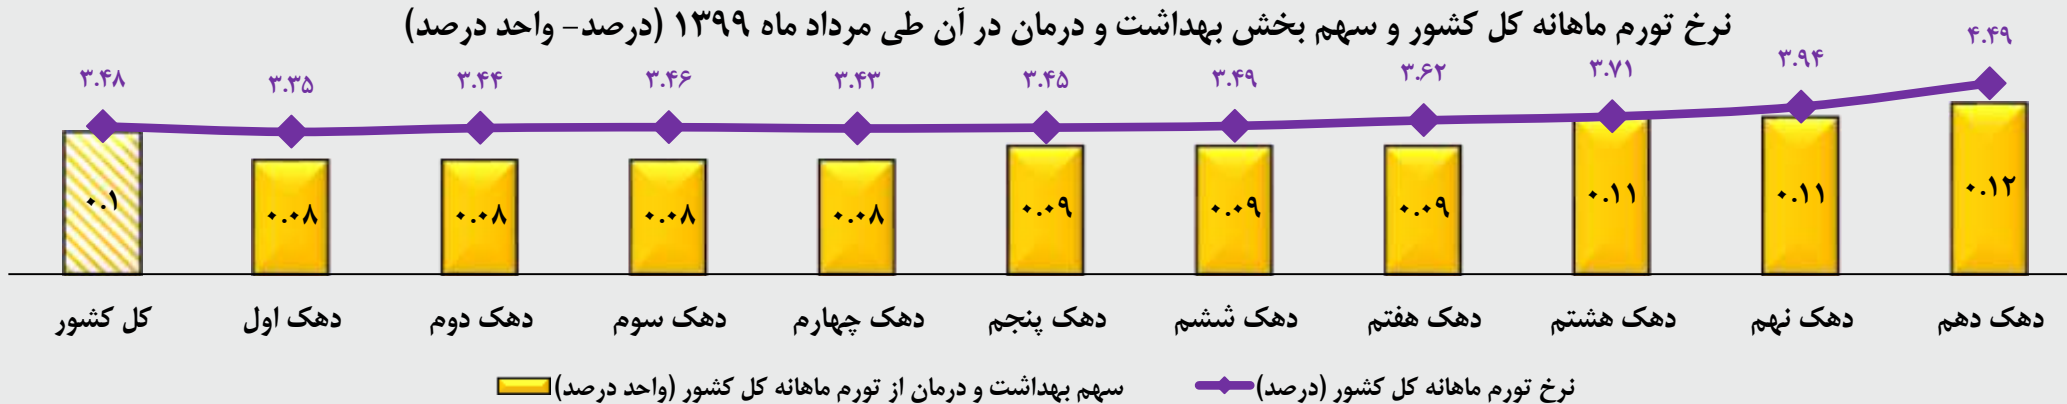 نرخ تورم ماهانه کل کشور و سهم بخش بهداشت و درمان در آن طی مرداد ماه ۱۳۹۹ (درصد- واحد درصد)
۳.۴۸ ۳.۳۵ ۳.۴۴ ۳.۴۶ ۳.۴۳ ۳.۴۵ ۳.۴۹ ۳.۶۲ ۳.۷۱ ۳.۹۴ ۴.۴۹
۰.۱ ۰.۰۸ ۰.۰۸ ۰.۰۸ ۰.۰۸ ۰.۰۹ ۰.۰۹ ۰.۰۹ ۰.۱۱ ۰.۱۱ ۰.۱۲
کل کشور دهک اول دهک دوم دهک سوم دهک چهارم دهک پنجم دهک ششم دهک هفتم دهک هشتم دهک نهم دهک دهم
نرخ تورم ماهانه کل کشور (درصد) سهم بهداشت و درمان از تورم ماهانه کل کشور (واحد درصد)